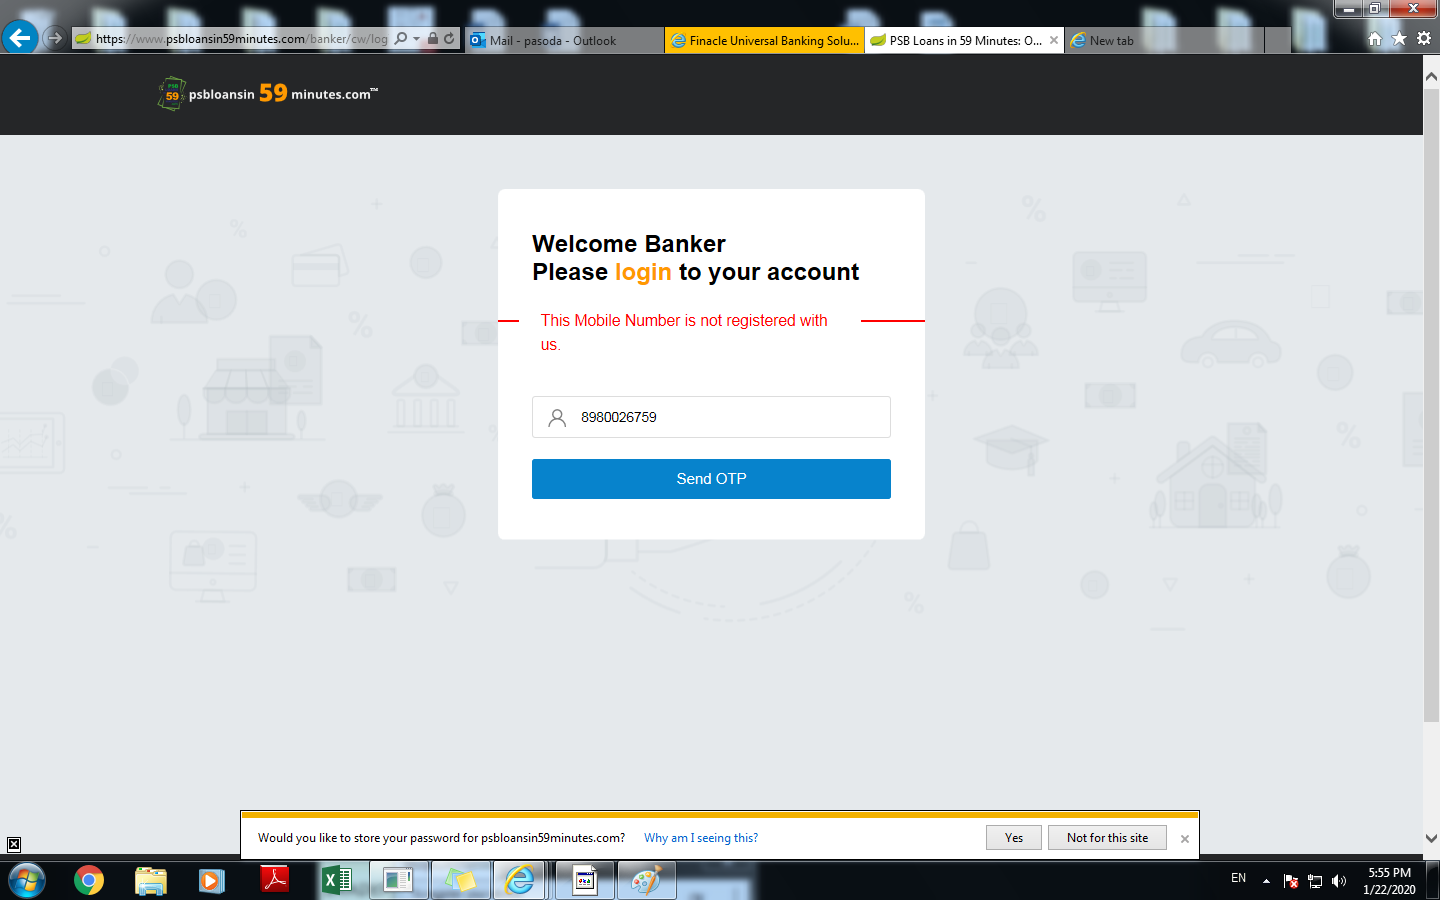 https://www.psbloansin59minutes.com/banker/cw/log
Mail - pasoda - Outlook
Finacle Universal Banking Solu...
PSB Loans in 59 Minutes: O...
New tab
PSB
59
psbloansin 59 minutes.com™
Welcome Banker
Please login to your account
This Mobile Number is not registered with
us.
8980026759
Send OTP
Would you like to store your password for psbloansin59minutes.com?
Why am I seeing this?
Yes
Not for this site
EN
5:55 PM
1/22/2020